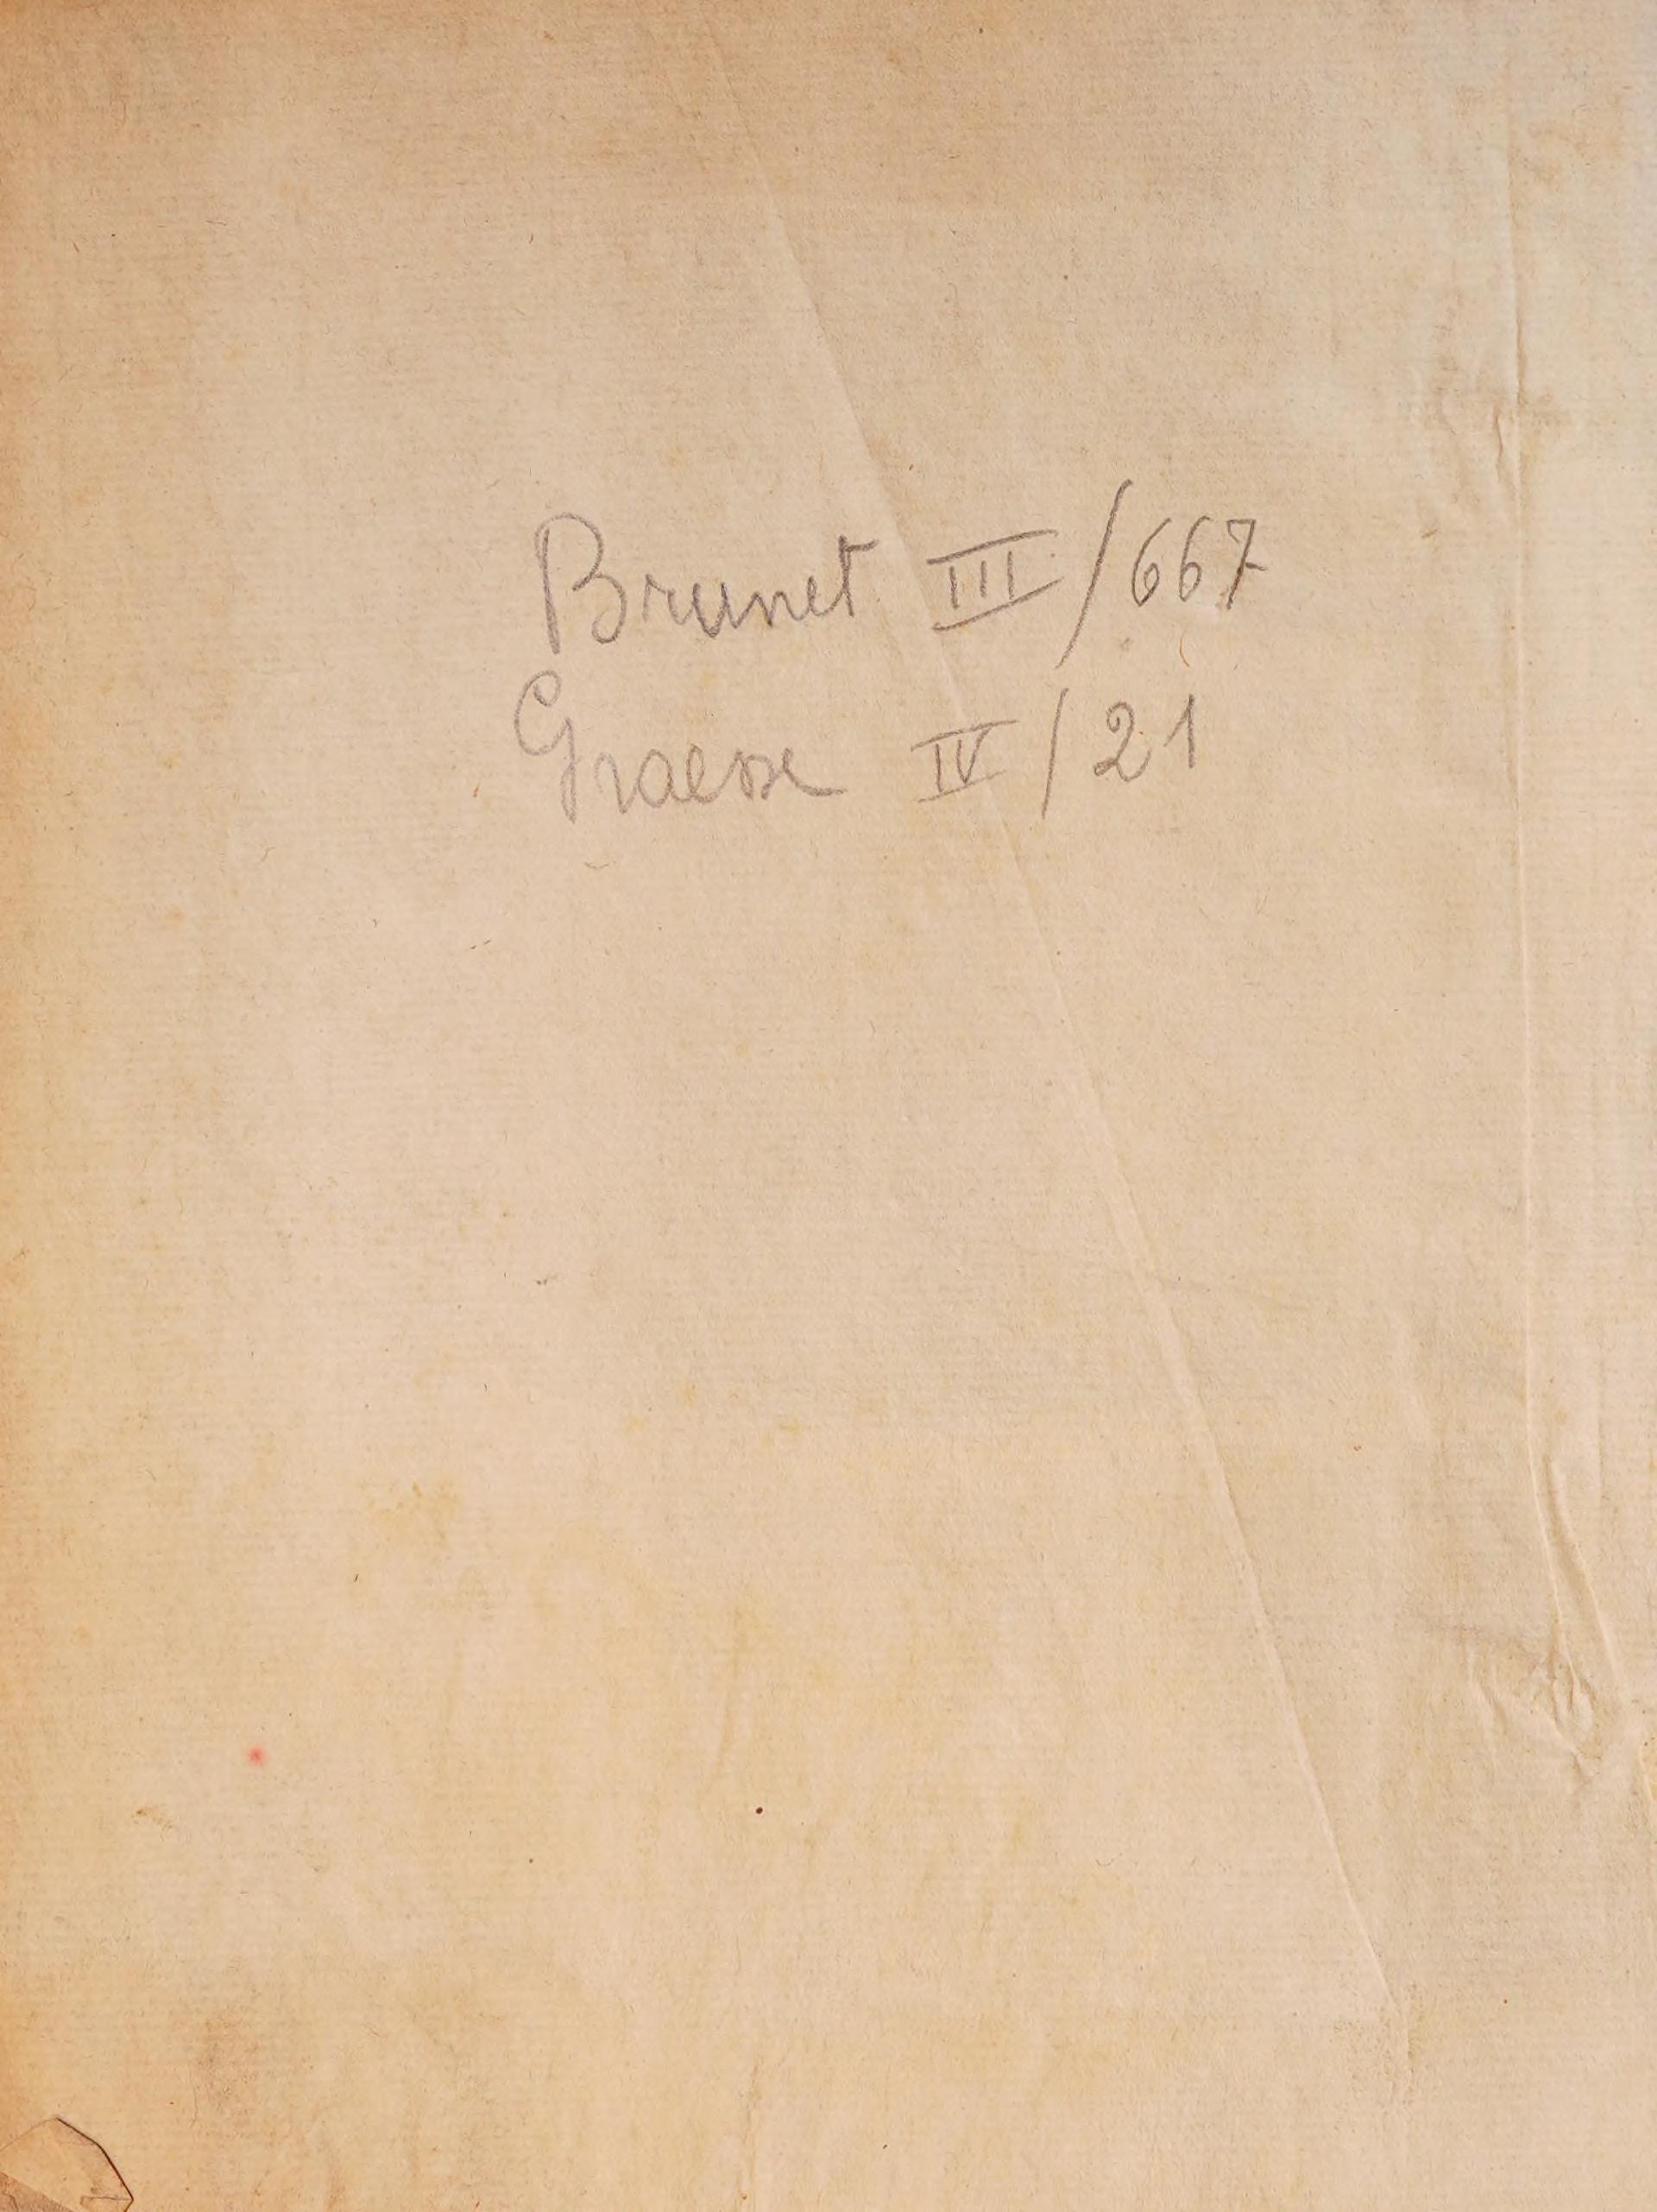 Brunet III/667
Graesse IV/21